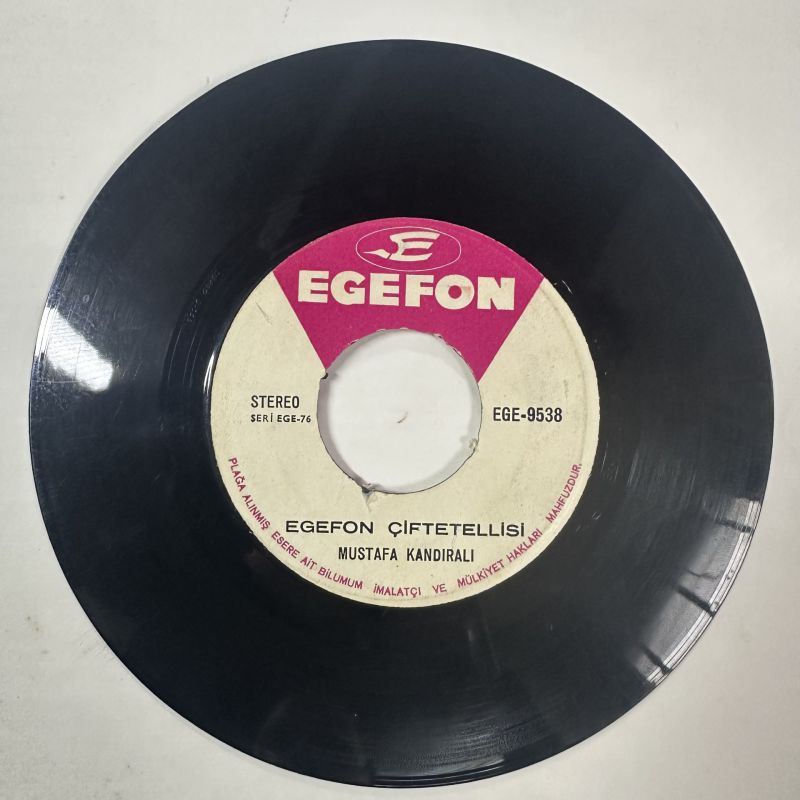 E
EGEFON
STEREO
SERİ EGE-76
EGE-9538
EGEFON ÇİFTETELLİSİ
MUSTAFA KANDIRALI
PLAĞA ALINMIŞ ESERE AİT BİLUMUM İMALATÇI VE MÜLKİYET HAKLARI MAHFUZDUR.